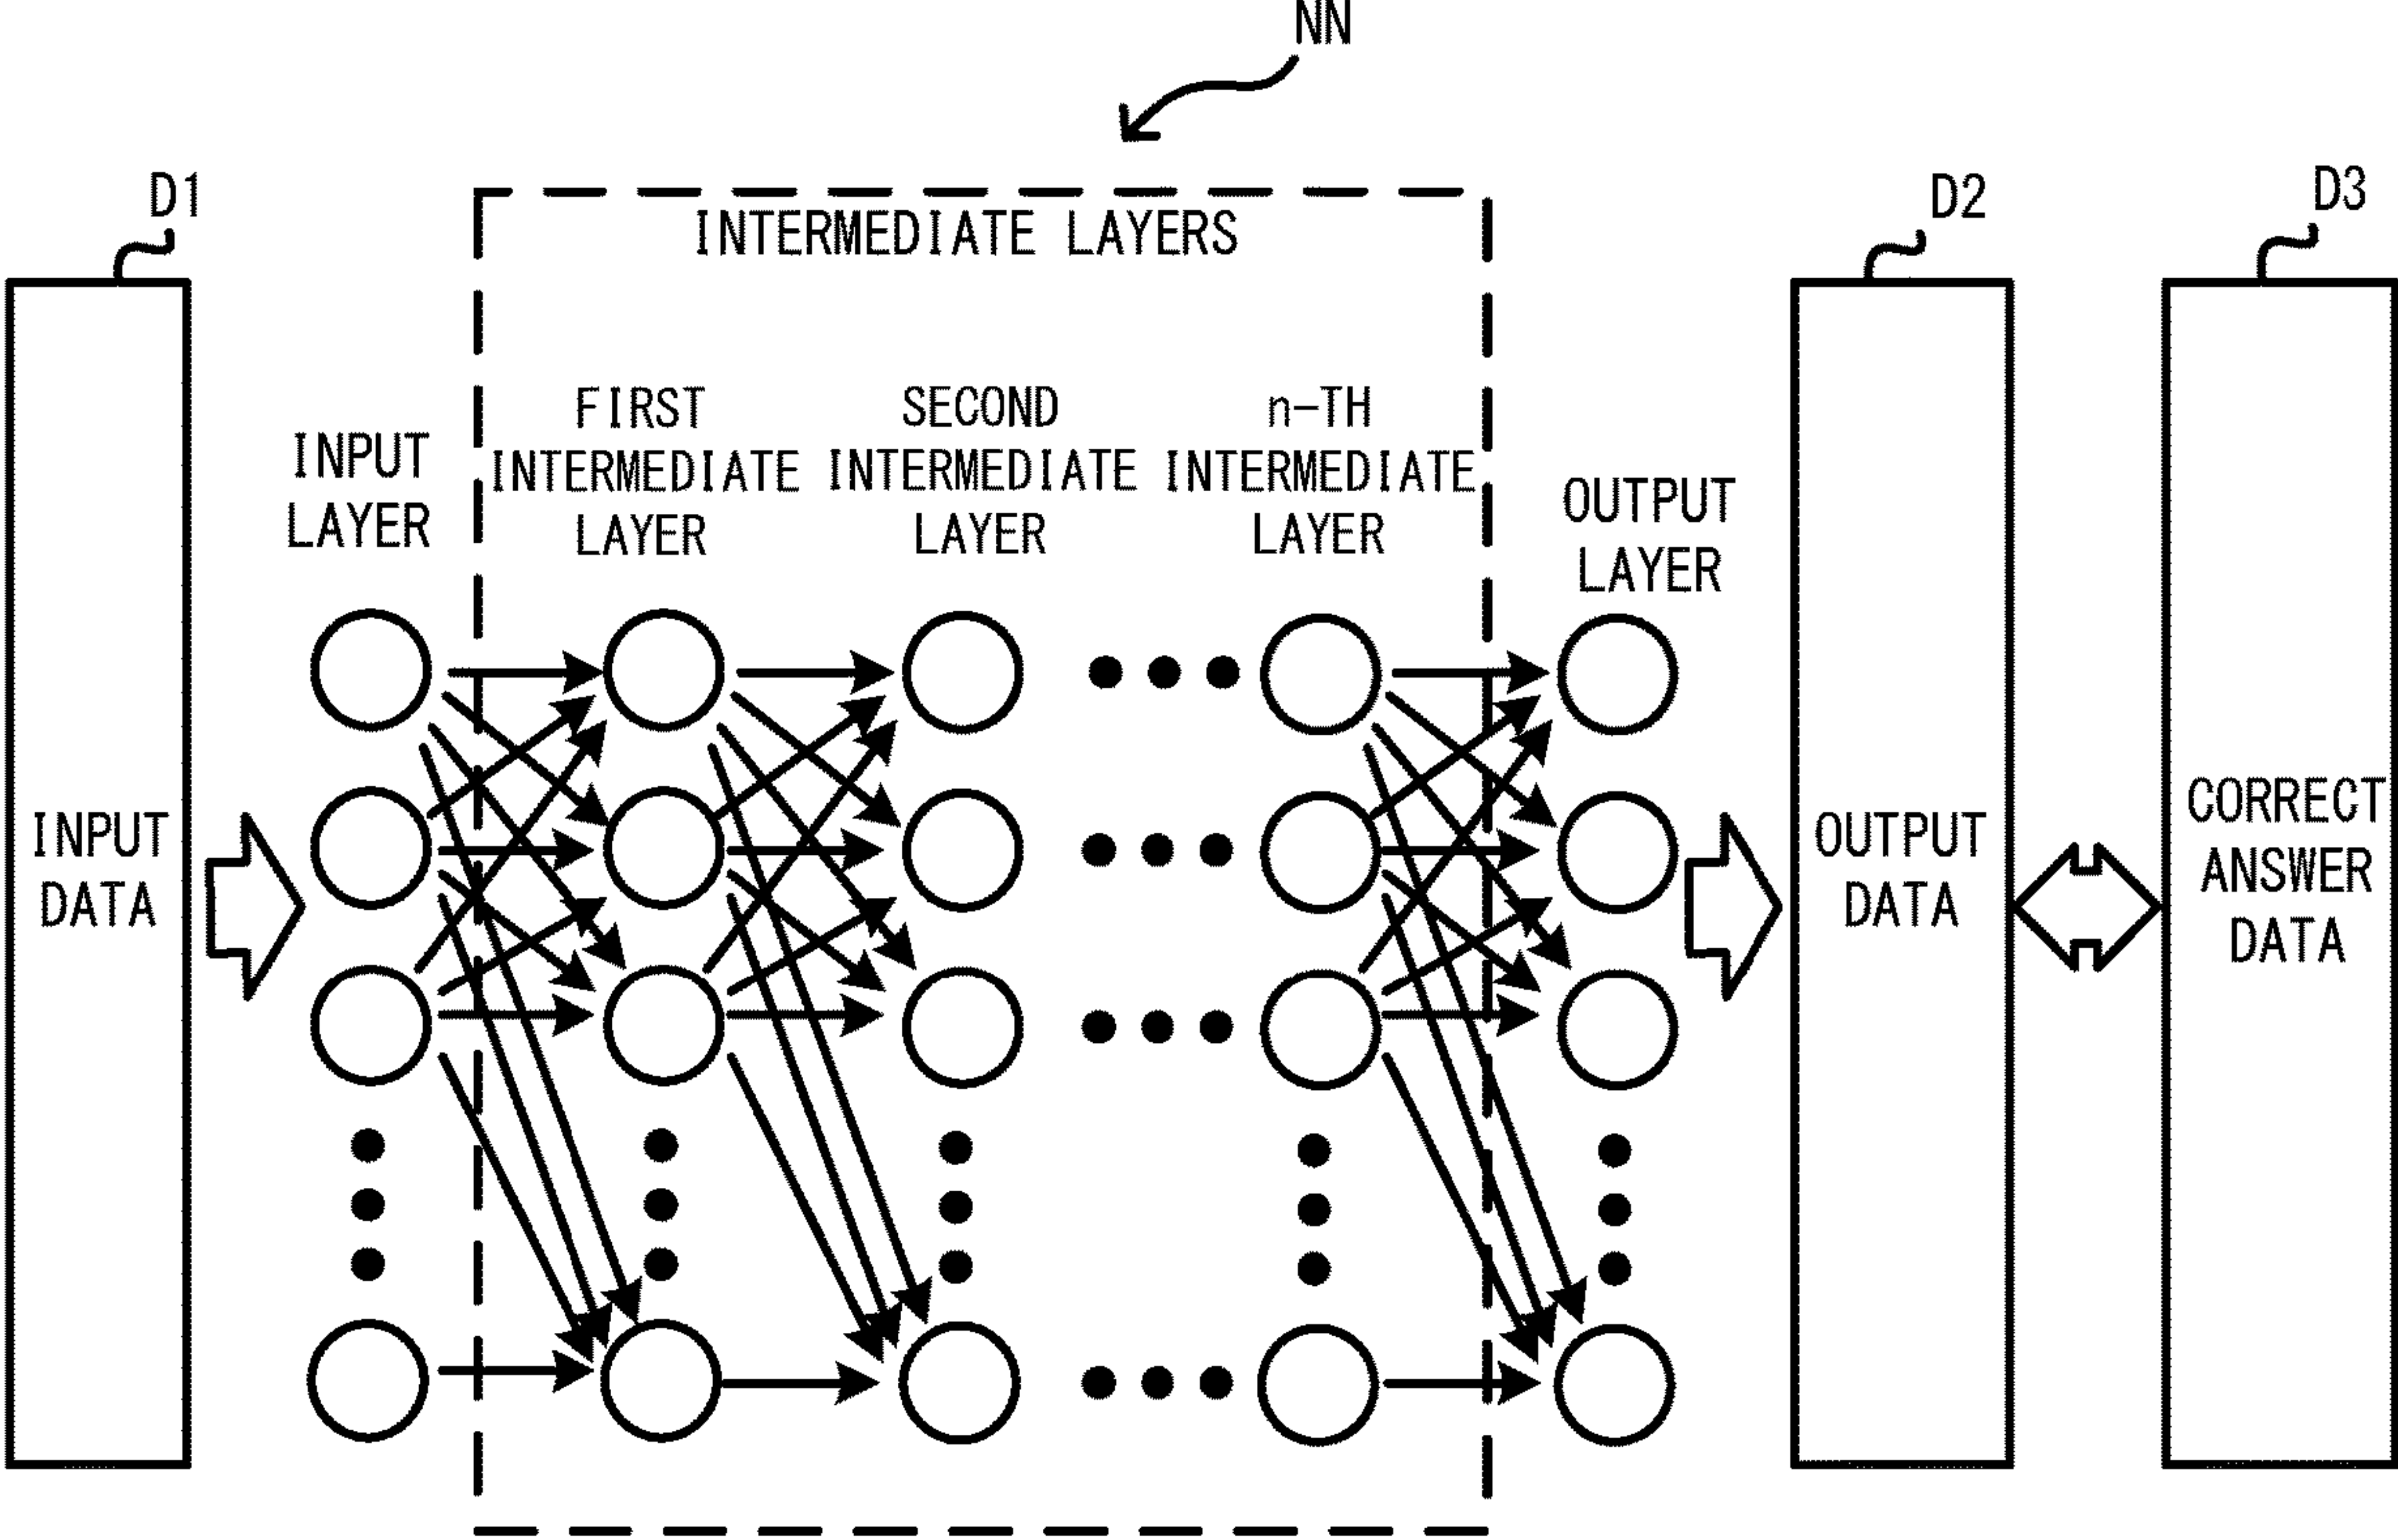 NN
D1
D2
D3
INTERMEDIATE LAYERS
INPUT
LAYER
FIRST
INTERMEDIATE
LAYER
SECOND
INTERMEDIATE
LAYER
n-TH
INTERMEDIATE
LAYER
OUTPUT
LAYER
INPUT
DATA
OUTPUT
DATA
CORRECT
ANSWER
DATA